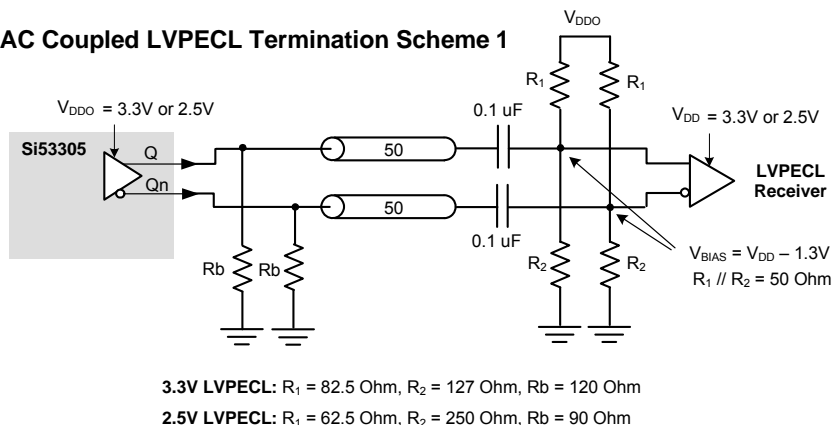 AC Coupled LVPECL Termination Scheme 1
VDDO
R1
R1
VDDO = 3.3V or 2.5V
0.1 uF
VDD = 3.3V or 2.5V
Si53305
Q
50
LVPECL
Receiver
Qn
50
0.1 uF
Rb
Rb
R2
R2
VBIAS = VDD – 1.3V
R1 // R2 = 50 Ohm
3.3V LVPECL: R1 = 82.5 Ohm, R2 = 127 Ohm, Rb = 120 Ohm
2.5V LVPECL: R1 = 62.5 Ohm, R2 = 250 Ohm, Rb = 90 Ohm